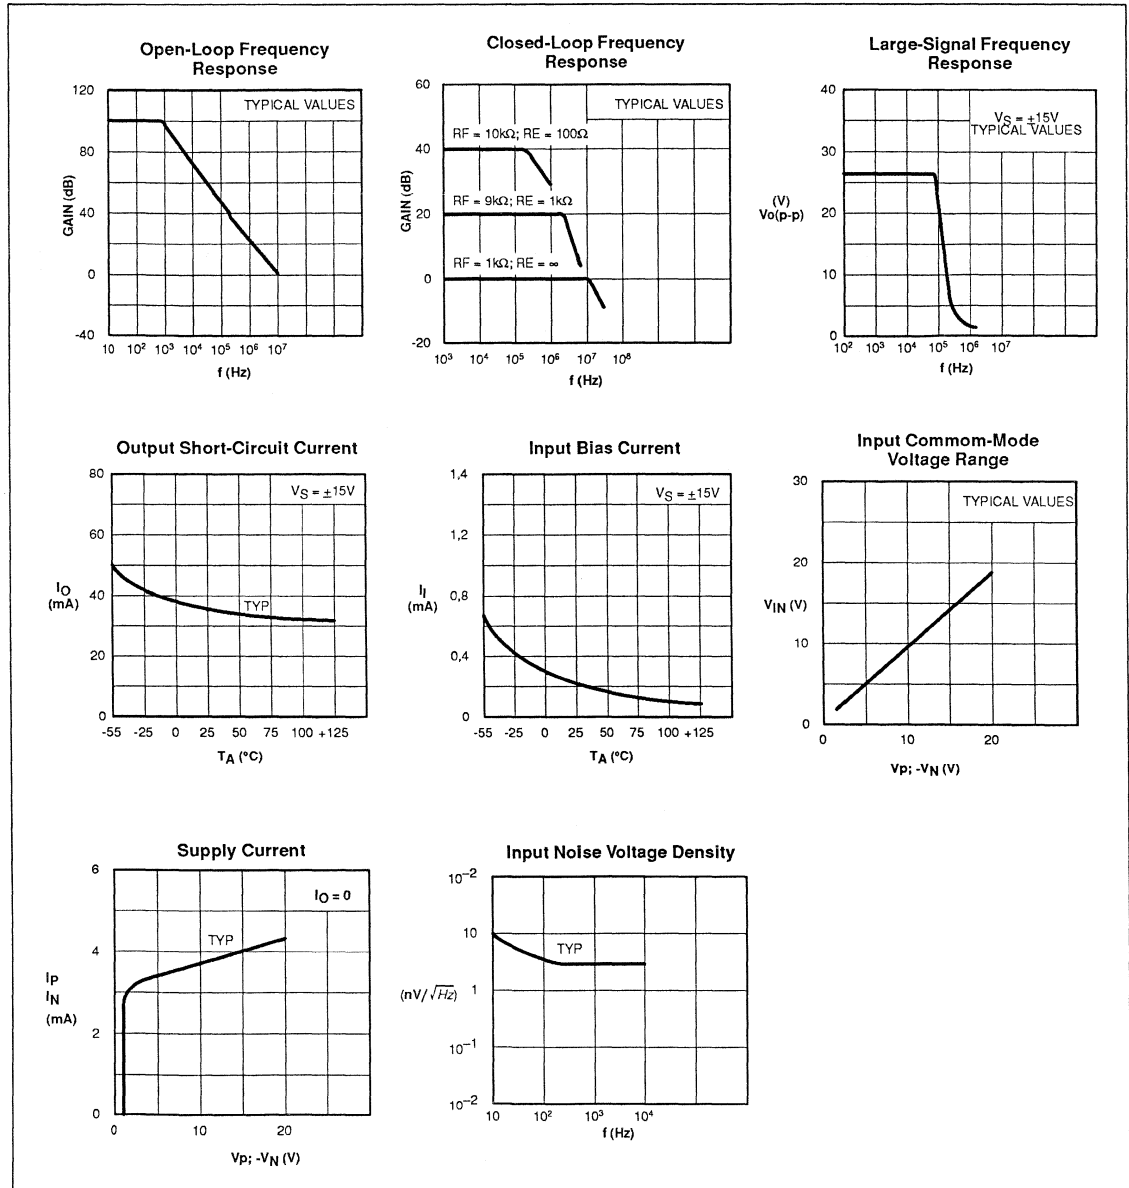 Open-Loop Frequency
Response
TYPICAL VALUES
120
80
40
0
-40
GAIN (dB)
10 10² 10³ 10⁴ 10⁵ 10⁶ 10⁷
f (Hz)
Closed-Loop Frequency
Response
TYPICAL VALUES
60
40
20
0
-20
GAIN (dB)
RF = 10kΩ; RE = 100Ω
RF = 9kΩ; RE = 1kΩ
RF = 1kΩ; RE = ∞
10³ 10⁴ 10⁵ 10⁶ 10⁷ 10⁸
f (Hz)
Large-Signal Frequency
Response
VS = ±15V
TYPICAL VALUES
40
30
20
10
0
(V)
Vo(p-p)
10² 10³ 10⁴ 10⁵ 10⁶ 10⁷
f (Hz)
Output Short-Circuit Current
VS = ±15V
80
60
40
20
0
IO
(mA)
TYP
-55 -25 0 25 50 75 100 +125
TA (°C)
Input Bias Current
VS = ±15V
1,4
1,2
0,8
0,4
0
II
(mA)
-55 -25 0 25 50 75 100 +125
TA (°C)
Input Commom-Mode
Voltage Range
TYPICAL VALUES
30
20
10
0
VIN (V)
0 10 20
Vp; -VN (V)
Supply Current
IO = 0
6
4
2
0
IP
IN
(mA)
TYP
0 10 20
Vp; -VN (V)
Input Noise Voltage Density
10⁻²
10
1
10⁻¹
10⁻²
(nV/√Hz)
TYP
10 10² 10³ 10⁴
f (Hz)